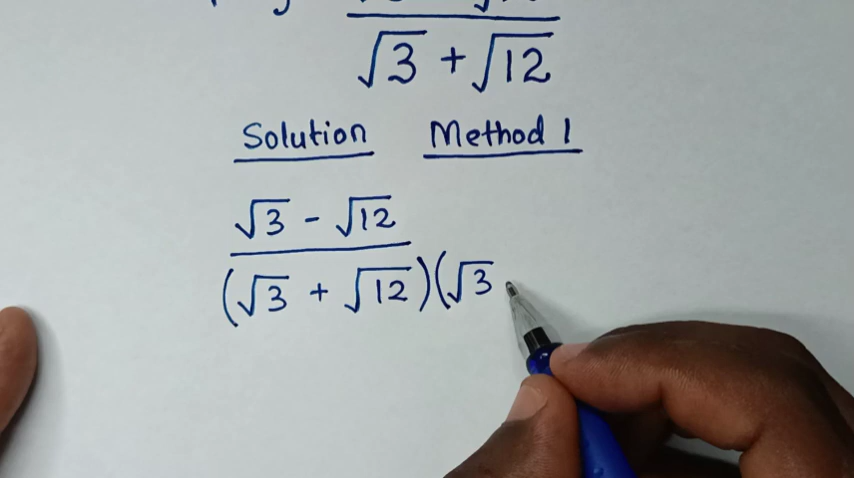 √3 + √12
Solution Method 1
√3 - √12
(√3 + √12)(√3